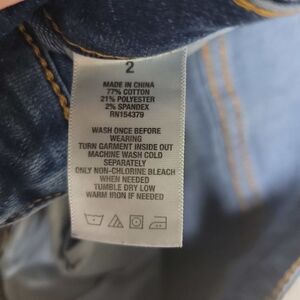 2
MADE IN CHINA
77% COTTON
21% POLYESTER
2% SPANDEX
RN154379
WASH ONCE BEFORE
WEARING
TURN GARMENT INSIDE OUT
MACHINE WASH COLD
SEPARATELY
ONLY NON-CHLORINE BLEACH
WHEN NEEDED
TUMBLE DRY LOW
WARM IRON IF NEEDED